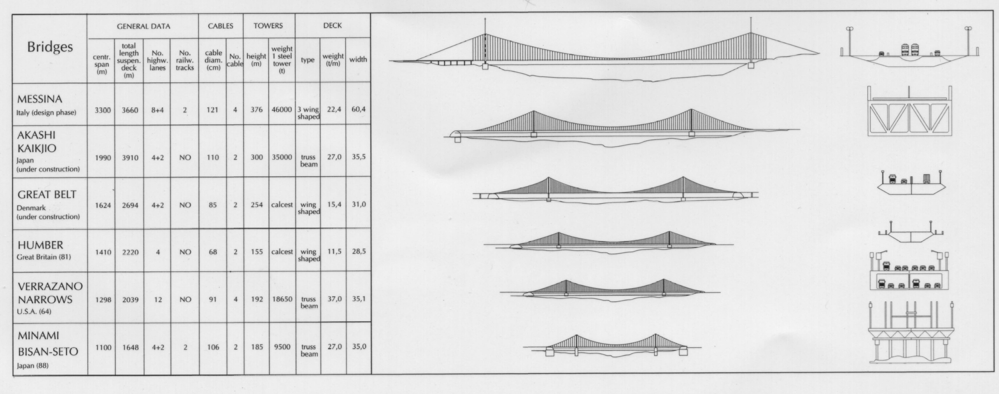 Bridges
GENERAL DATA
CABLES
TOWERS
DECK
centr.
span
(m)
total
length
suspen.
deck
(m)
No.
highw.
lanes
No.
railw.
tracks
cable
diam.
(cm)
No.
cable
height
(m)
weight
1 steel
tower
(t)
type
weight
(t/m)
width
MESSINA
Italy (design phase)
3300 3660 8+4 2 121 4 376 46000 3 wing
shaped
22,4 60,4
AKASHI
KAIKJIO
Japan
(under construction)
1990 3910 4+2 NO 110 2 300 35000 truss
beam
27,0 35,5
GREAT BELT
Denmark
(under construction)
1624 2694 4+2 NO 85 2 254 calcest wing
shaped
15,4 31,0
HUMBER
Great Britain (81)
1410 2220 4 NO 68 2 155 calcest wing
shaped
11,5 28,5
VERRAZANO
NARROWS
U.S.A. (64)
1298 2039 12 NO 91 4 192 18650 truss
beam
37,0 35,1
MINAMI
BISAN-SETO
Japan (88)
1100 1648 4+2 2 106 2 185 9500 truss
beam
27,0 35,0